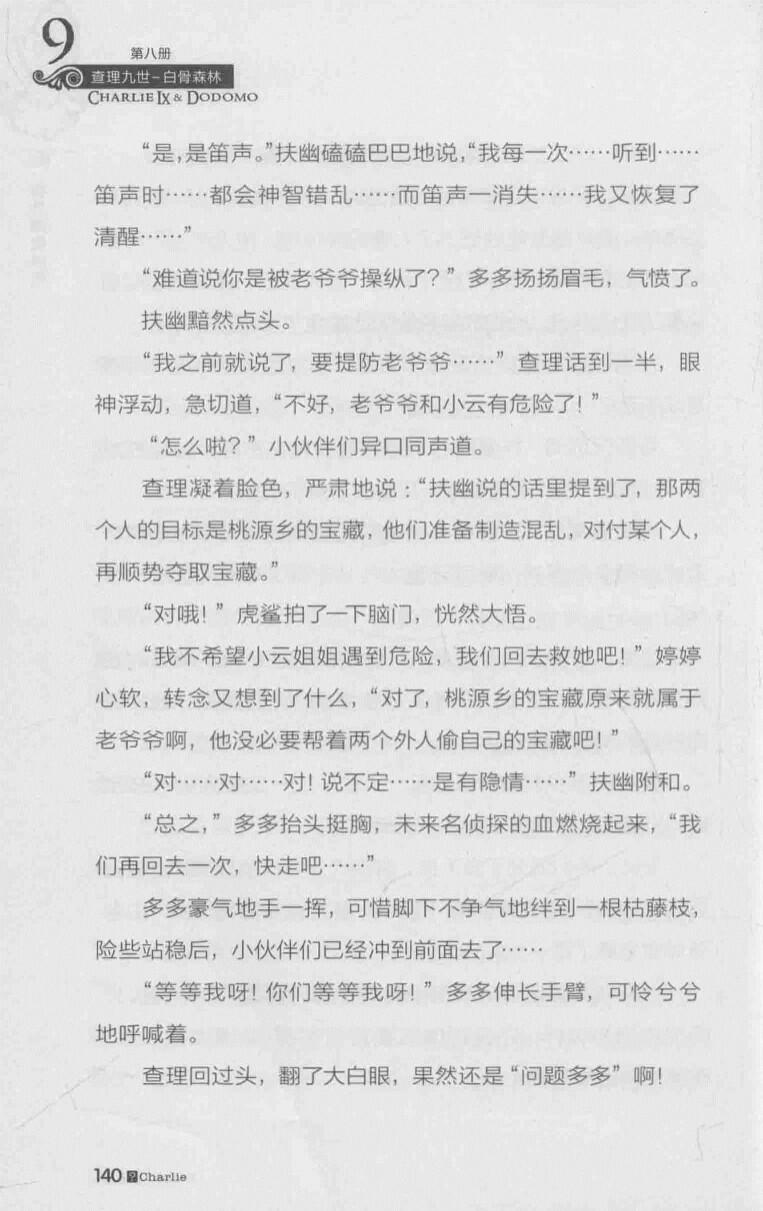 9
第八册
查理九世－白骨森林
CHARLIE IX & DODOMO
“是,是笛声。”扶幽磕磕巴巴地说,“我每一次……听到……
笛声时……都会神智错乱……而笛声一消失……我又恢复了
清醒……”
“难道说你是被老爷爷操纵了？”多多扬扬眉毛，气愤了。
扶幽黯然点头。
“我之前就说了，要提防老爷爷……”查理话到一半，眼
神浮动，急切道，“不好，老爷爷和小云有危险了！”
“怎么啦？”小伙伴们异口同声道。
查理凝着脸色，严肃地说：“扶幽说的话里提到了，那两
个人的目标是桃源乡的宝藏，他们准备制造混乱，对付某个人，
再顺势夺取宝藏。”
“对哦！”虎鲨拍了一下脑门，恍然大悟。
“我不希望小云姐姐遇到危险，我们回去救她吧！”婷婷
心软，转念又想到了什么，“对了，桃源乡的宝藏原来就属于
老爷爷啊，他没必要帮着两个外人偷自己的宝藏吧！”
“对……对……对！说不定……是有隐情……”扶幽附和。
“总之，”多多抬头挺胸，未来名侦探的血燃烧起来，“我
们再回去一次，快走吧……”
多多豪气地手一挥，可惜脚下不争气地绊到一根枯藤枝，
险些站稳后，小伙伴们已经冲到前面去了……
“等等我呀！你们等等我呀！”多多伸长手臂，可怜兮兮
地呼喊着。
查理回过头，翻了大白眼，果然还是“问题多多”啊！
140 ? Charlie